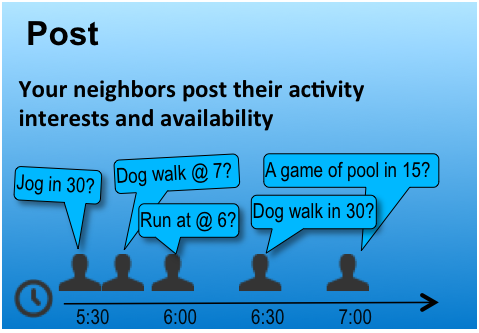 Post
Your neighbors post their activity
interests and availability
Jog in 30?
Dog walk @ 7?
Run at @ 6?
A game of pool in 15?
Dog walk in 30?
5:30 6:00 6:30 7:00